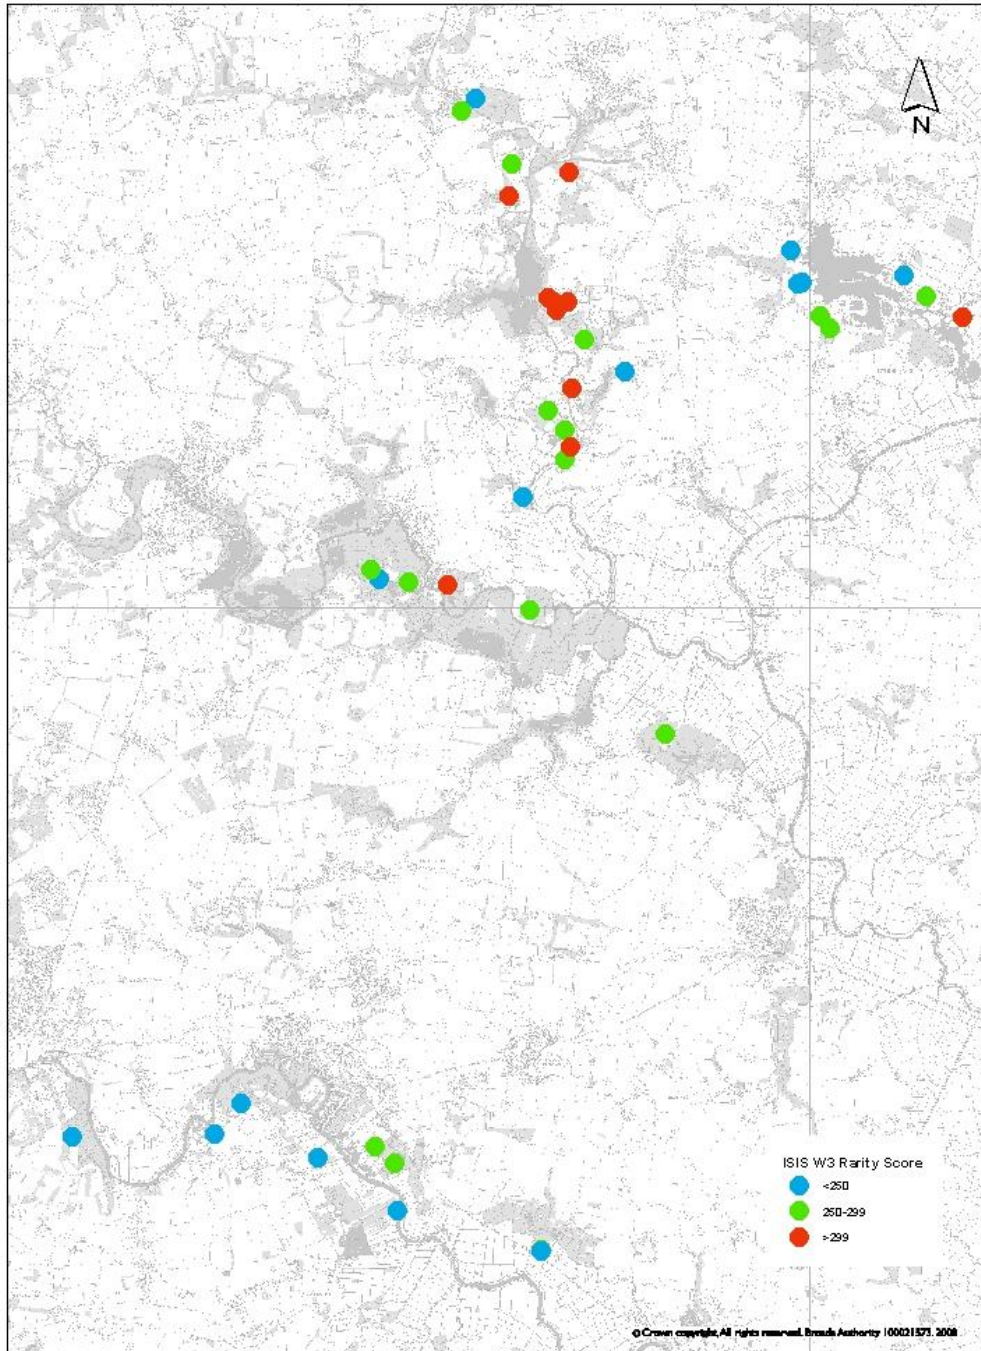 N
ISIS W3 Rarity Score
<250
250-299
>299
© Crown copyright, All rights reserved. Broads Authority 100021573. 2008